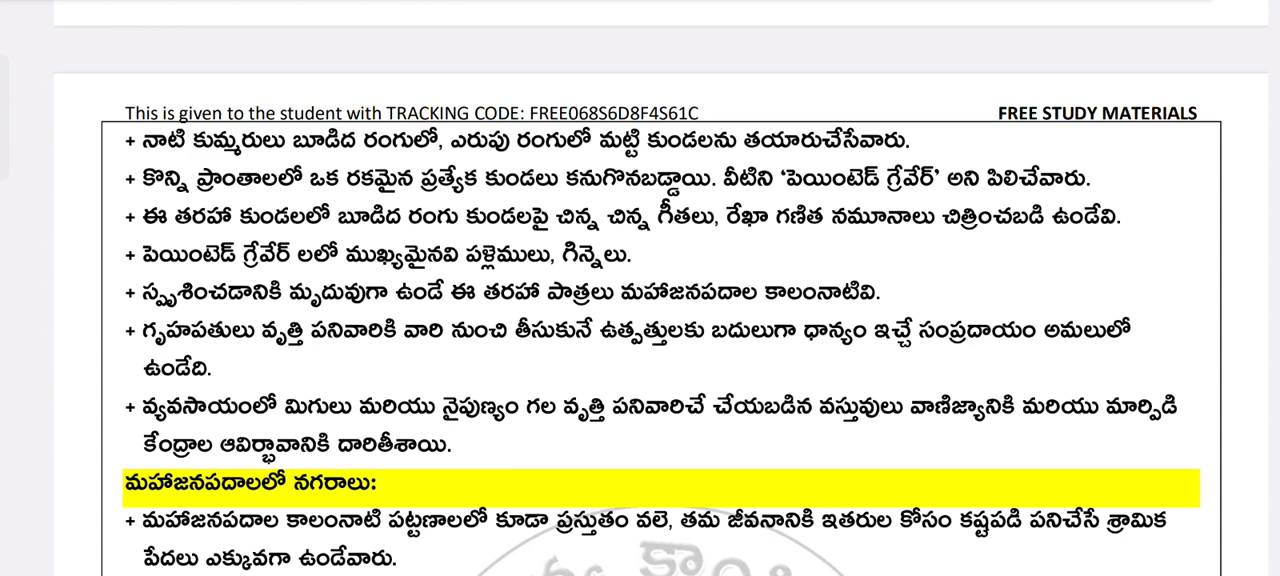 This is given to the student with TRACKING CODE: FREE068S6D8F4S61C FREE STUDY MATERIALS
+ నాటి కుమ్మరులు బూడిద రంగులో, ఎరుపు రంగులో మట్టి కుండలను తయారుచేసేవారు.
+ కొన్ని ప్రాంతాలలో ఒక రకమైన ప్రత్యేక కుండలు కనుగొనబడ్డాయి. వీటిని ‘పెయింటెడ్ గ్రేవేర్’ అని పిలిచేవారు.
+ ఈ తరహా కుండలలో బూడిద రంగు కుండలపై చిన్న చిన్న గీతలు, రేఖా గణిత నమూనాలు చిత్రించబడి ఉండేవి.
+ పెయింటెడ్ గ్రేవేర్ లలో ముఖ్యమైనవి పళ్లెములు, గిన్నెలు.
+ స్పృశించడానికి మృదువుగా ఉండే ఈ తరహా పాత్రలు మహాజనపదాల కాలంనాటివి.
+ గృహపతులు వృత్తి పనివారికి వారి నుంచి తీసుకునే ఉత్పత్తులకు బదులుగా ధాన్యం ఇచ్చే సంప్రదాయం అమలులో
ఉండేది.
+ వ్యవసాయంలో మిగులు మరియు నైపుణ్యం గల వృత్తి పనివారిచే చేయబడిన వస్తువులు వాణిజ్యానికి మరియు మార్పిడి
కేంద్రాల ఆవిర్భావానికి దారితీశాయి.
మహాజనపదాలలో నగరాలు:
+ మహాజనపదాల కాలంనాటి పట్టణాలలో కూడా ప్రస్తుతం వలె, తమ జీవనానికి ఇతరుల కోసం కష్టపడి పనిచేసే శ్రామిక
పేదలు ఎక్కువగా ఉండేవారు.